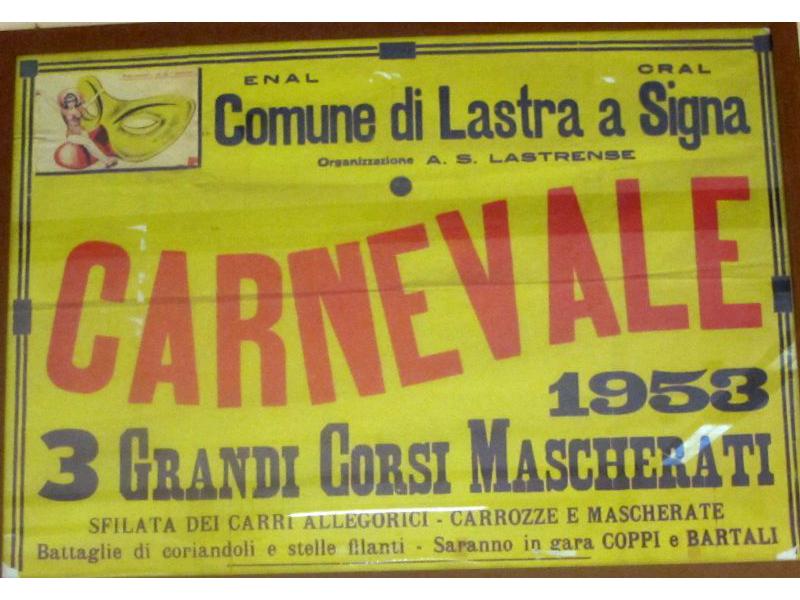 ENAL CRAL
Comune di Lastra a Signa
Organizzazione A. S. LASTRENSE
CARNEVALE
1953
3 GRANDI CORSI MASCHERATI
SFILATA DEI CARRI ALLEGORICI - CARROZZE E MASCHERATE
Battaglie di coriandoli e stelle filanti - Saranno in gara COPPI e BARTALI